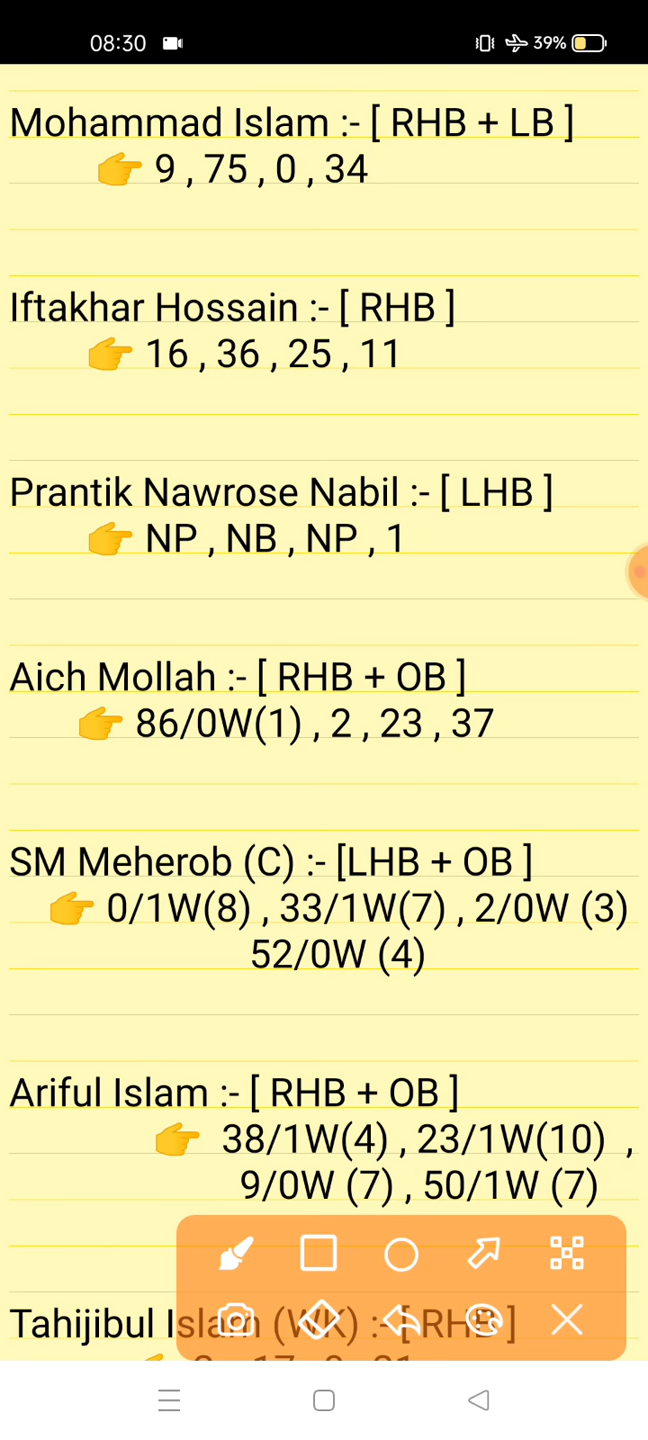 08:30 39%
Mohammad Islam :- [ RHB + LB ]
👉 9 , 75 , 0 , 34
Iftakhar Hossain :- [ RHB ]
👉 16 , 36 , 25 , 11
Prantik Nawrose Nabil :- [ LHB ]
👉 NP , NB , NP , 1
Aich Mollah :- [ RHB + OB ]
👉 86/0W(1) , 2 , 23 , 37
SM Meherob (C) :- [LHB + OB ]
👉 0/1W(8) , 33/1W(7) , 2/0W (3)
52/0W (4)
Ariful Islam :- [ RHB + OB ]
👉 38/1W(4) , 23/1W(10) ,
9/0W (7) , 50/1W (7)
Tahijibul Islam (WK) :- [ RHB ]